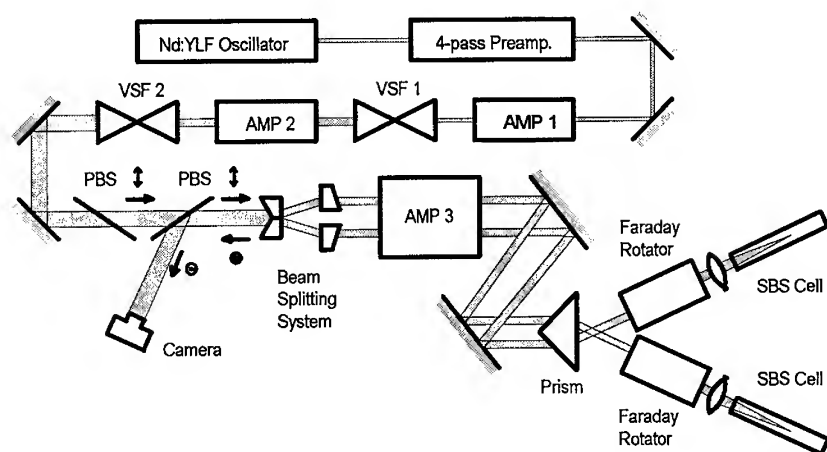 Nd:YLF Oscillator
4-pass Preamp.
VSF 2
VSF 1
AMP 2
AMP 1
PBS
PBS
AMP 3
Faraday
Rotator
SBS Cell
Beam
Splitting
System
Camera
Prism
SBS Cell
Faraday
Rotator